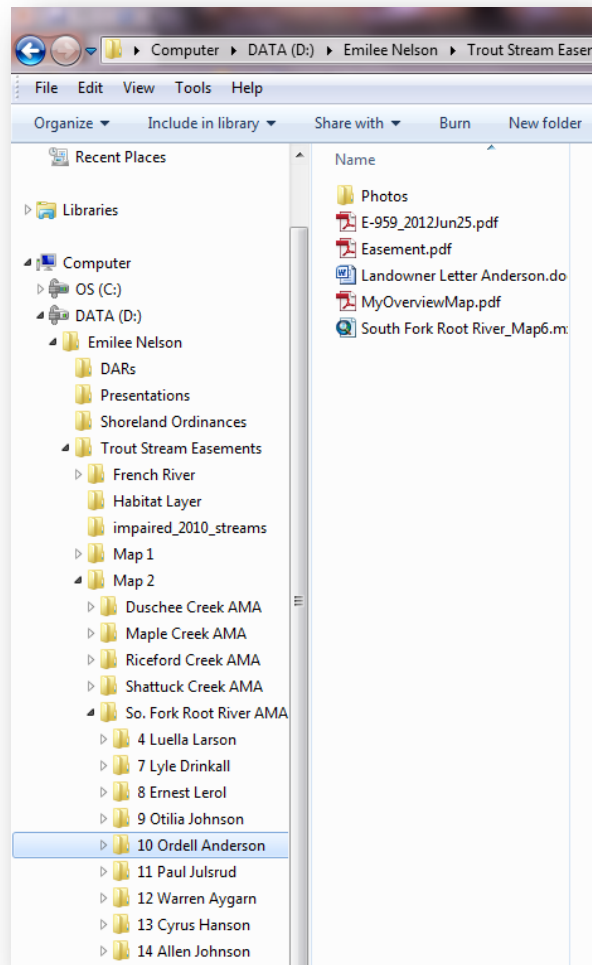 Computer ▸ DATA (D:) ▸ Emilee Nelson ▸ Trout Stream Easer
File Edit View Tools Help
Organize Include in library Share with Burn New folder
Recent Places
Libraries
Computer
OS (C:)
DATA (D:)
Emilee Nelson
DARs
Presentations
Shoreland Ordinances
Trout Stream Easements
French River
Habitat Layer
impaired_2010_streams
Map 1
Map 2
Duschee Creek AMA
Maple Creek AMA
Riceford Creek AMA
Shattuck Creek AMA
So. Fork Root River AMA
4 Luella Larson
7 Lyle Drinkall
8 Ernest Lerol
9 Otilia Johnson
10 Ordell Anderson
11 Paul Julsrud
12 Warren Aygarn
13 Cyrus Hanson
14 Allen Johnson
Name
Photos
E-959_2012Jun25.pdf
Easement.pdf
Landowner Letter Anderson.do
MyOverviewMap.pdf
South Fork Root River_Map6.m